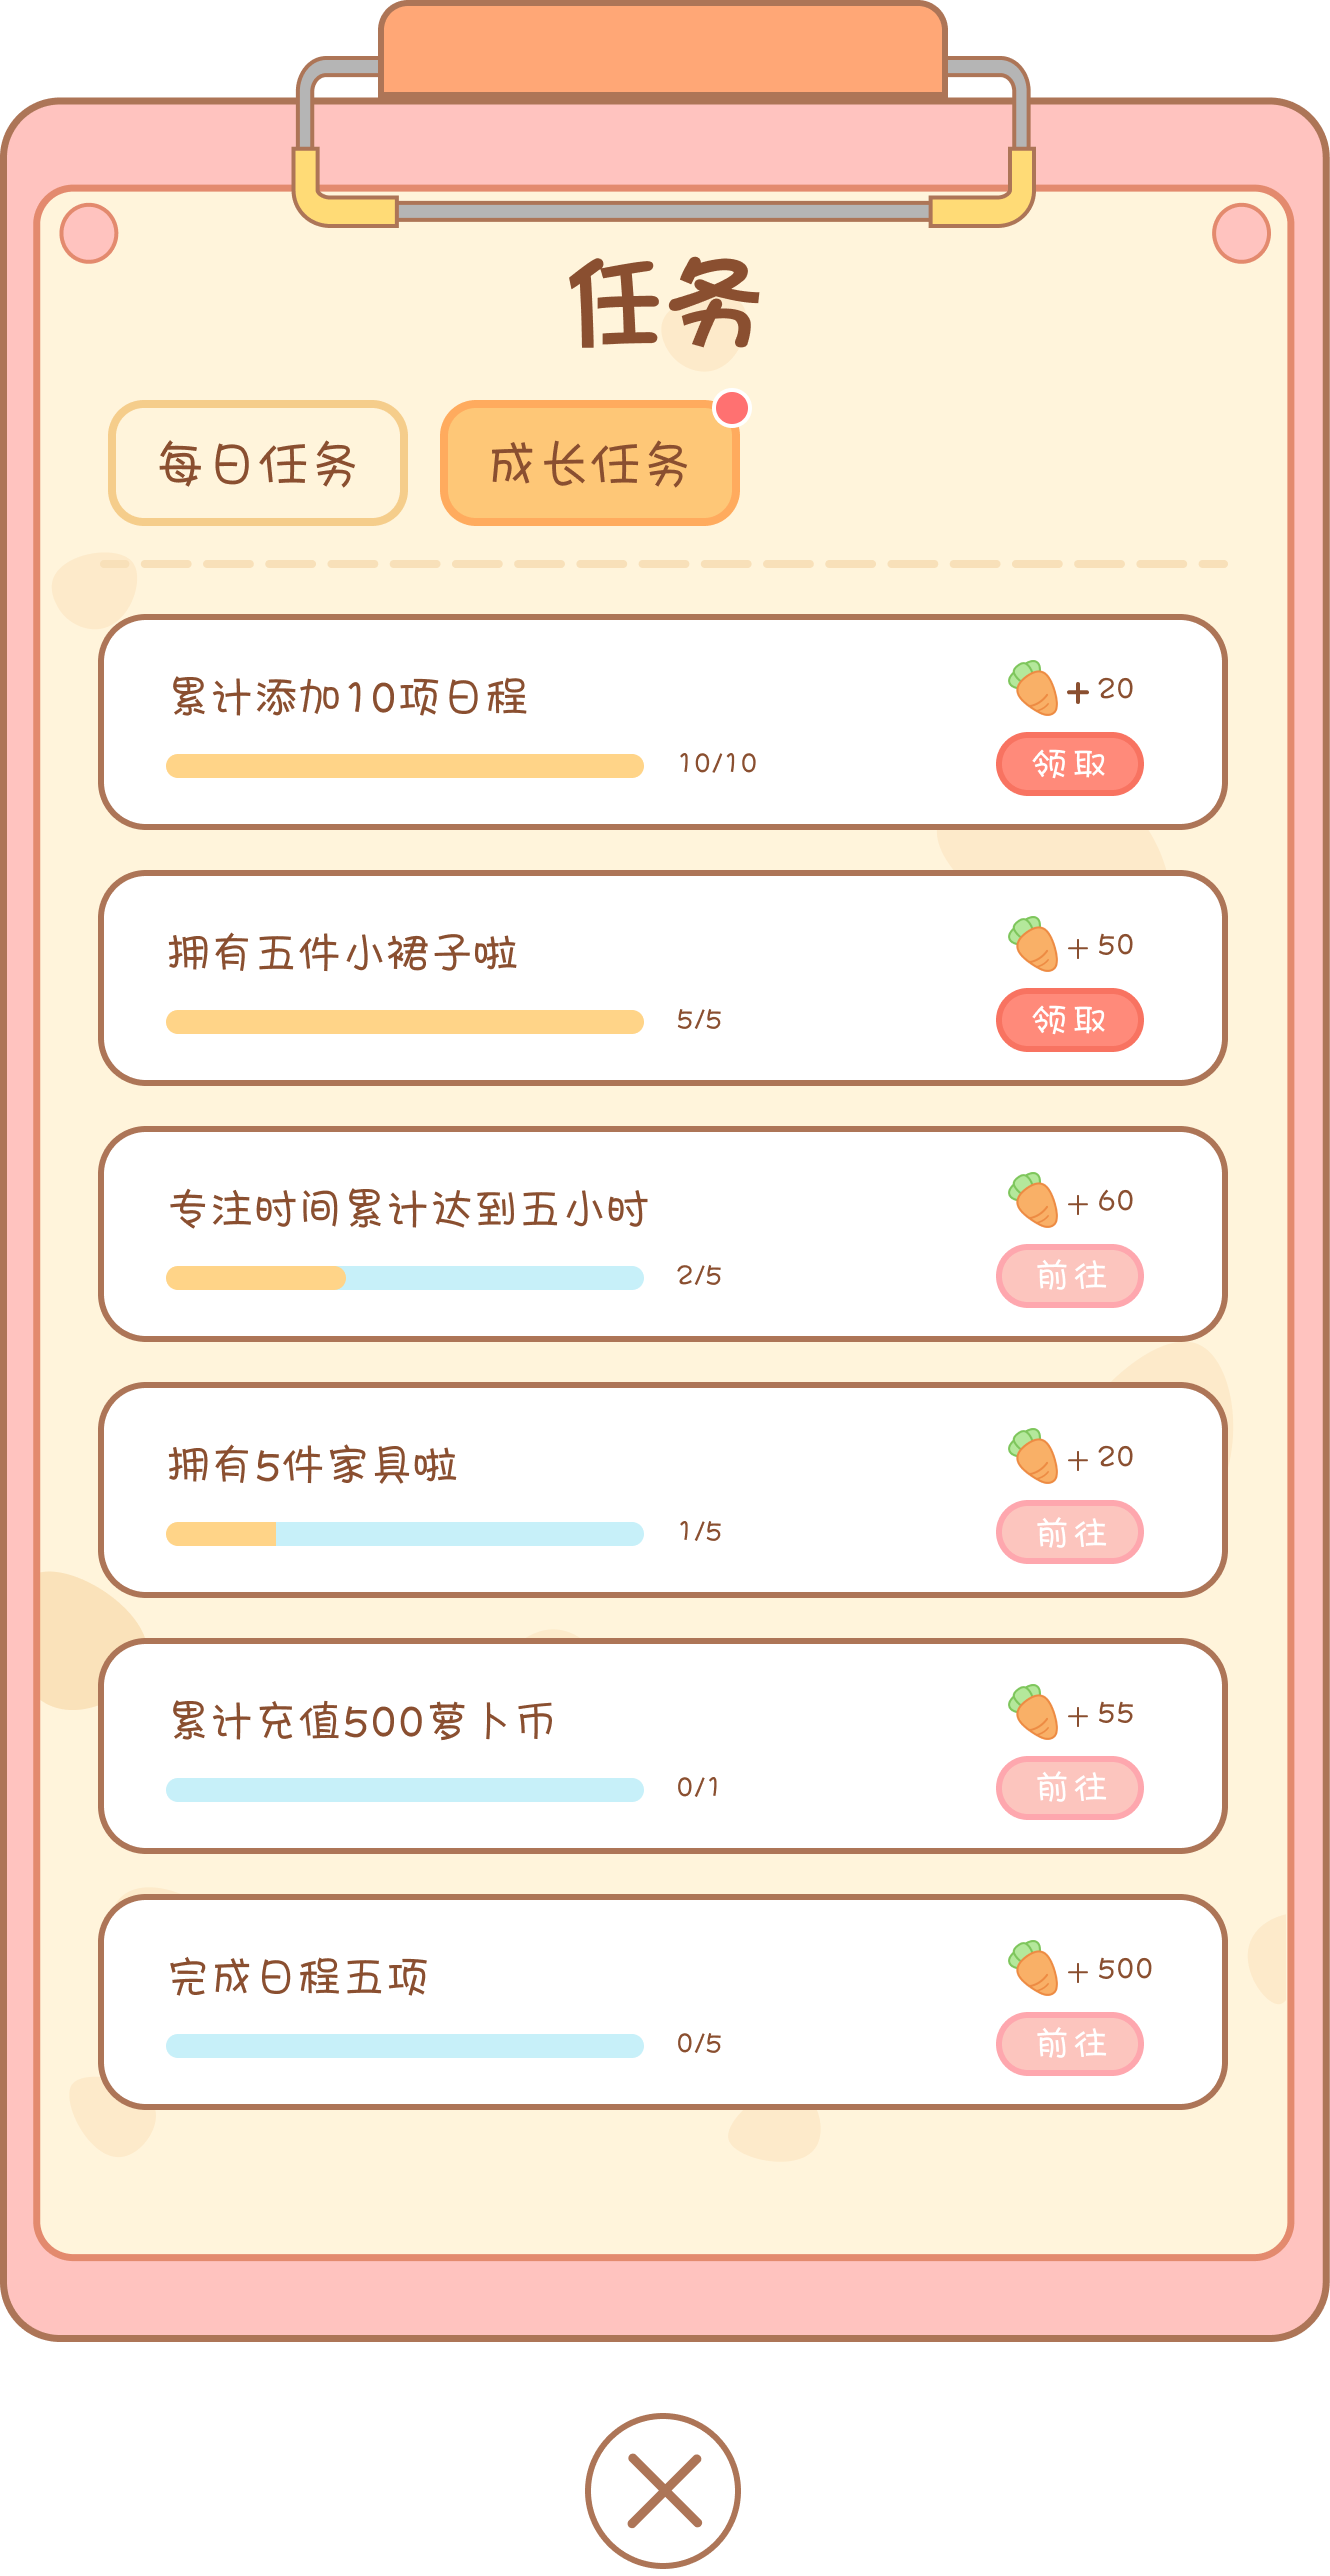 任务
每日任务 成长任务
累计添加10项日程 + 20
10/10 领取
拥有五件小裙子啦 + 50
5/5 领取
专注时间累计达到五小时 + 60
2/5 前往
拥有5件家具啦 + 20
1/5 前往
累计充值500萝卜币 + 55
0/1 前往
完成日程五项 + 500
0/5 前往